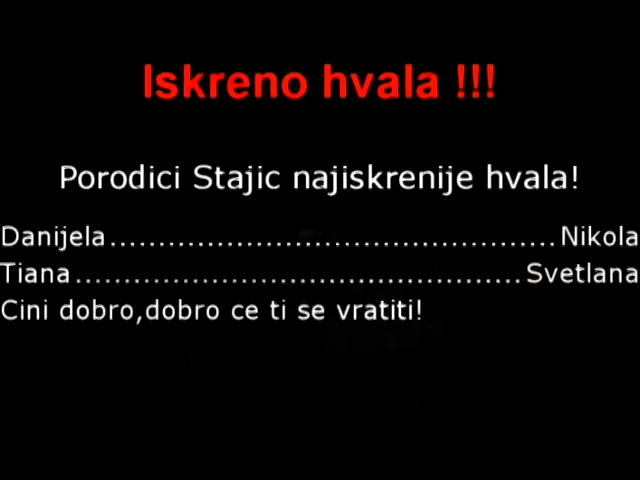 Iskreno hvala !!!
Porodici Stajic najiskrenije hvala!
Danijela..............................................Nikola
Tiana..............................................Svetlana
Cini dobro,dobro ce ti se vratiti!